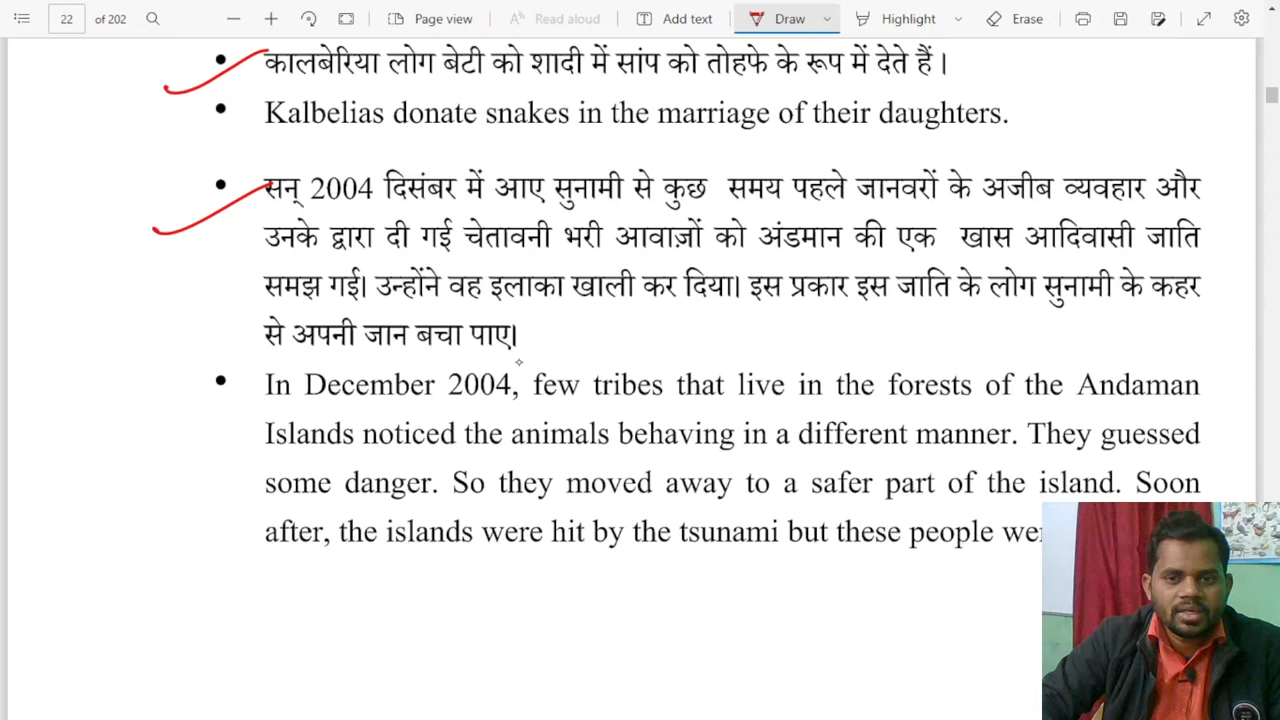 22 of 202 Page view Read aloud Add text Draw Highlight Erase
• कालबेरिया लोग बेटी को शादी में सांप को तोहफे के रूप में देते हैं ।
• Kalbelias donate snakes in the marriage of their daughters.
• सन् 2004 दिसंबर में आए सुनामी से कुछ समय पहले जानवरों के अजीब व्यवहार और
उनके द्वारा दी गई चेतावनी भरी आवाज़ों को अंडमान की एक खास आदिवासी जाति
समझ गई। उन्होंने वह इलाका खाली कर दिया। इस प्रकार इस जाति के लोग सुनामी के कहर
से अपनी जान बचा पाए।
• In December 2004, few tribes that live in the forests of the Andaman
Islands noticed the animals behaving in a different manner. They guessed
some danger. So they moved away to a safer part of the island. Soon
after, the islands were hit by the tsunami but these people